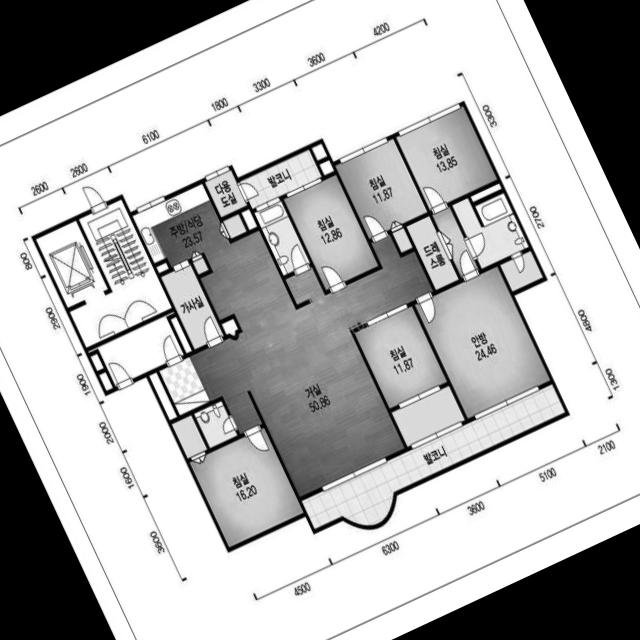 4200
3600
3300
1800
6100
2600
2600
3300
2700
4800
1300
800
2900
1900
2000
1600
3600
다용
도실
발코니
침실
11.87
침실
13.85
주방/식당
23.57
침실
12.86
드레
스룸
가사실
안방
24.46
침실
11.87
거실
50.86
침실
16.20
발코니
4500
6300
3600
5100
2100